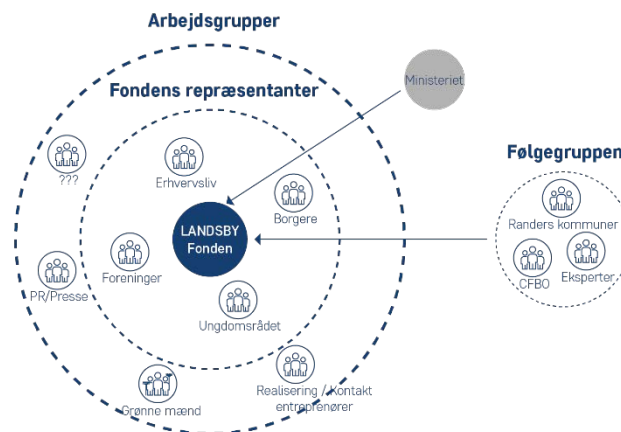 Arbejdsgrupper
Ministeriet
Fondens repræsentanter
Følgegruppen
???
Erhvervsliv
Borgere
Randers kommuner
LANDSBY
Fonden
Foreninger
Eksperter
CFBO
PR/Presse
Ungdomsrådet
Realisering / Kontakt
entreprenører
Grønne mænd